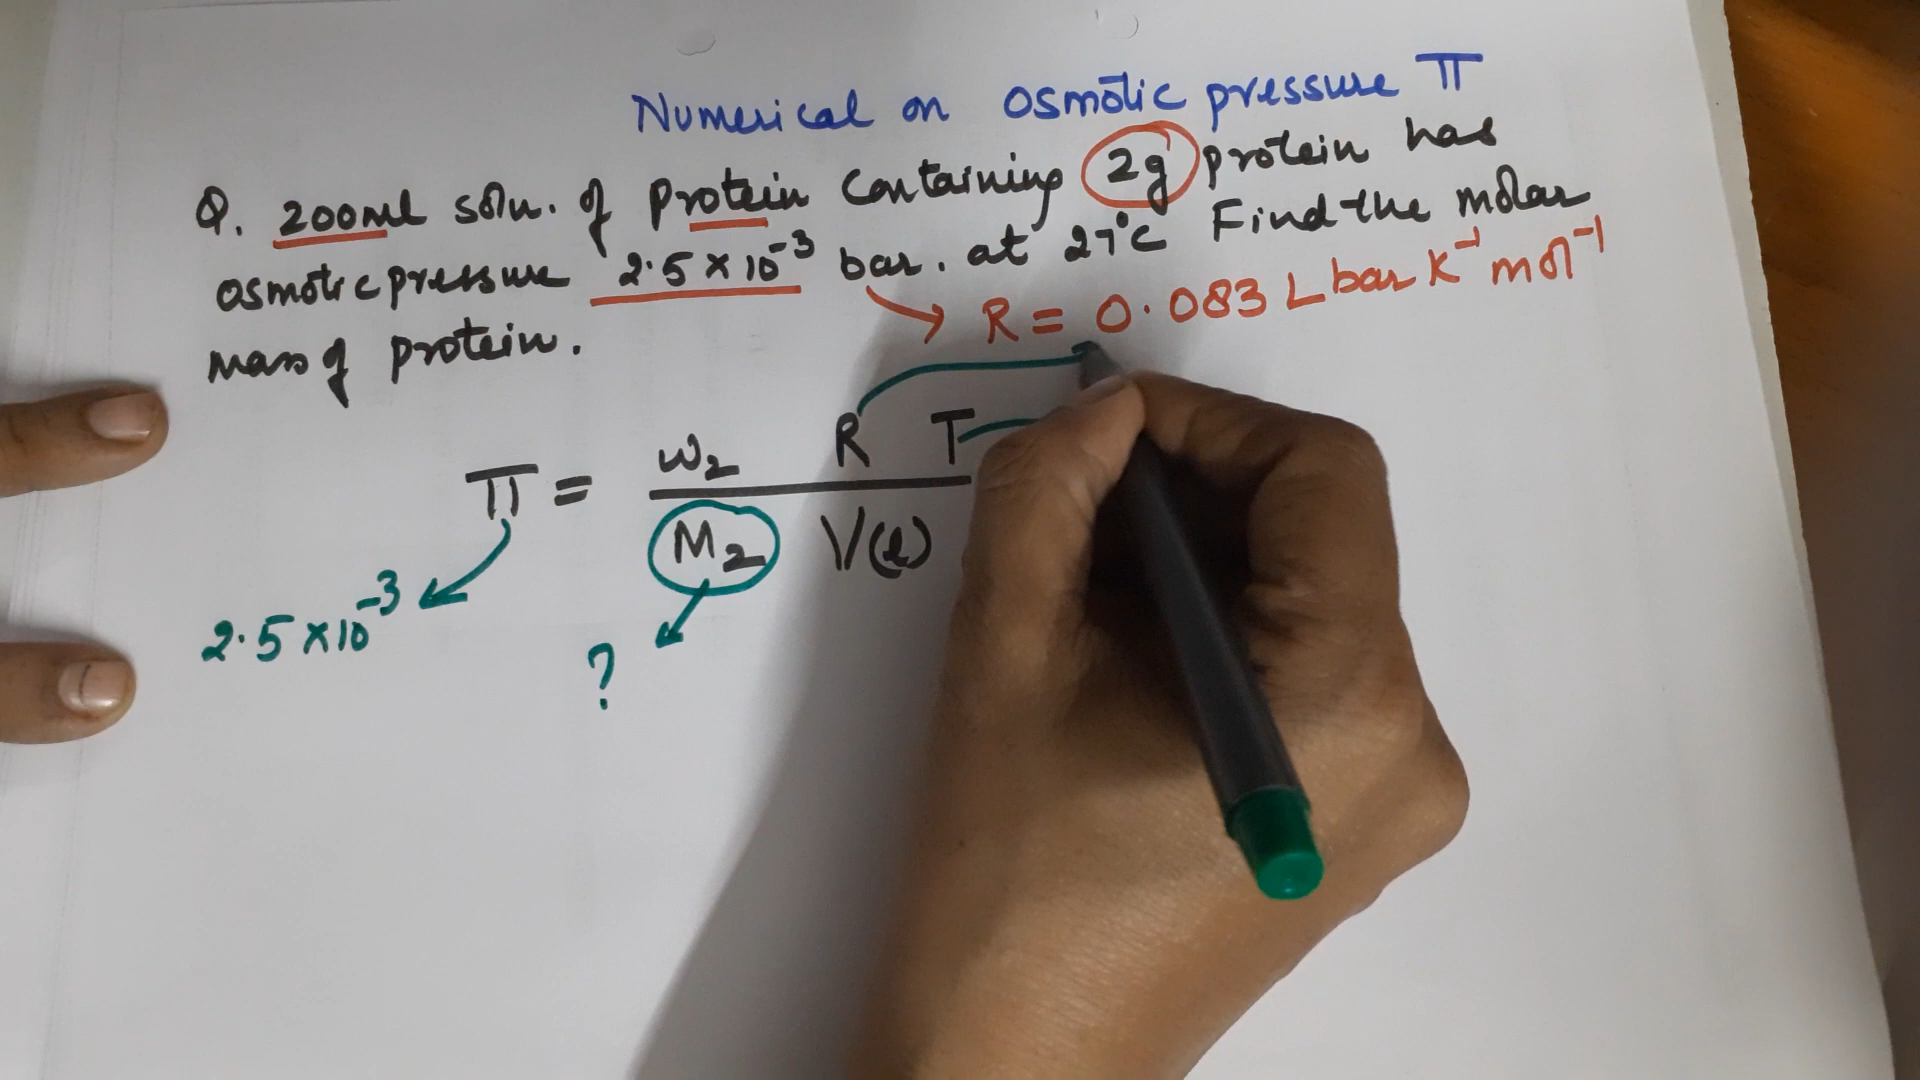 Numerical on Osmotic pressure π
Q. 200ml soln. of protein containing 2g protein has
osmotic pressure 2.5 × 10⁻³ bar. at 27°C Find the molar
mass of protein.
R = 0.083 L bar K⁻¹ mol⁻¹
π = w₂ R T
M₂ V(l)
2.5 × 10⁻³
?